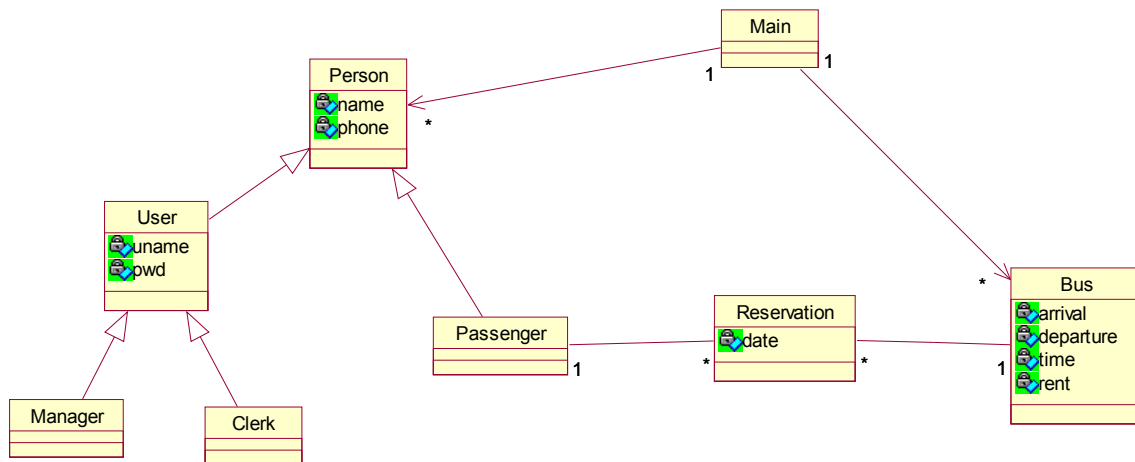 Main
1
1
Person
name
phone
*
User
uname
pwd
*
Bus
arrival
departure
time
rent
Passenger
1
Reservation
date
*
*
1
Manager
Clerk